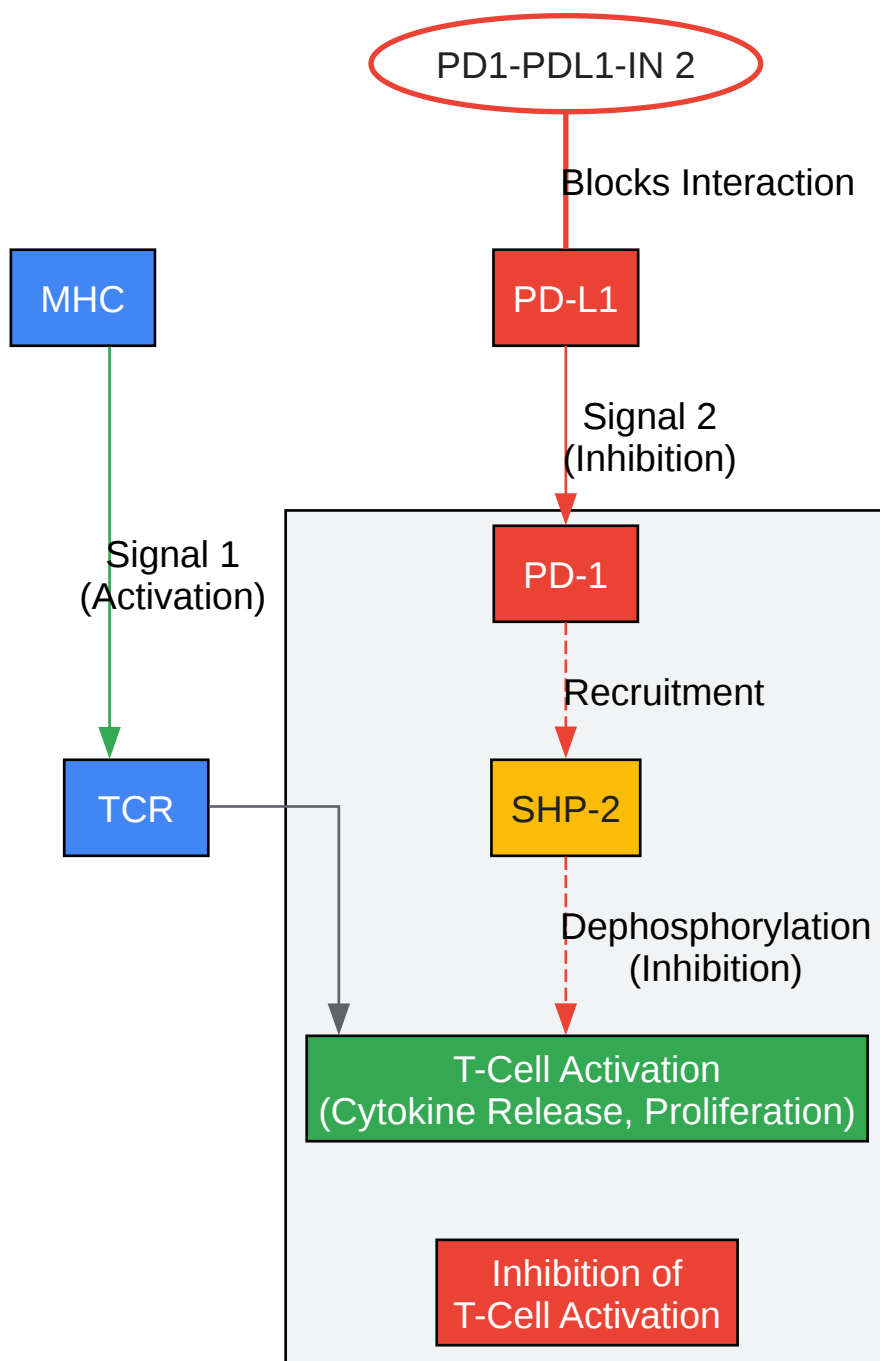 PD1-PDL1-IN 2
Blocks Interaction
MHC
PD-L1
Signal 2
(Inhibition)
Signal 1
(Activation)
PD-1
Recruitment
TCR
SHP-2
Dephosphorylation
(Inhibition)
T-Cell Activation
(Cytokine Release, Proliferation)
Inhibition of
T-Cell Activation